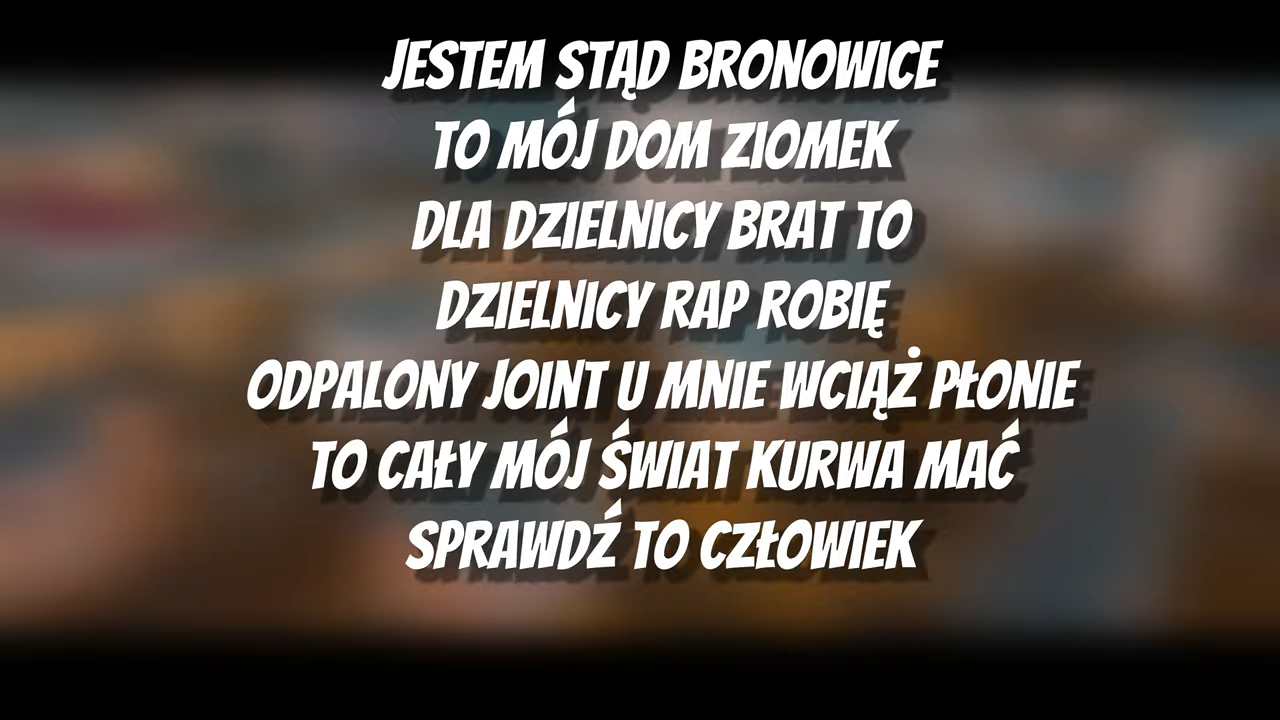 JESTEM STĄD BRONOWICE
TO MÓJ DOM ZIOMEK
DLA DZIELNICY BRAT TO
DZIELNICY RAP ROBIĘ
ODPALONY JOINT U MNIE WCIĄŻ PŁONIE
TO CAŁY MÓJ ŚWIAT KURWA MAĆ
SPRAWDŹ TO CZŁOWIEK